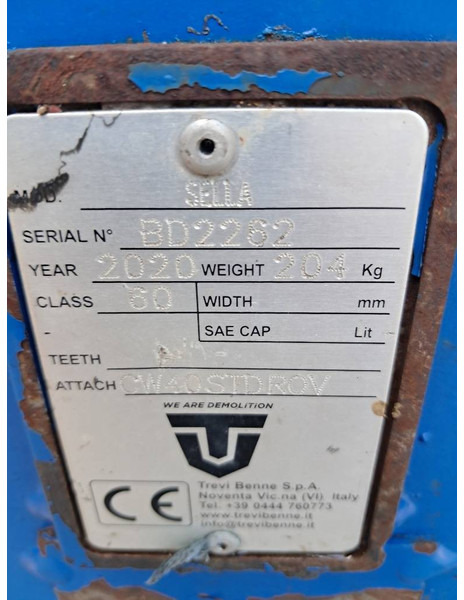 MOD. SELLA
SERIAL N° BD2262
YEAR 2020 WEIGHT 204 Kg
CLASS 60 WIDTH mm
- SAE CAP Lit
TEETH
ATTACH CW40STDROV
WE ARE DEMOLITION
CE
Trevi Benne S.p.A.
Noventa Vic.na (VI). Italy
Tel. +39 0444 760773
www.trevibenne.it
info@trevibenne.it